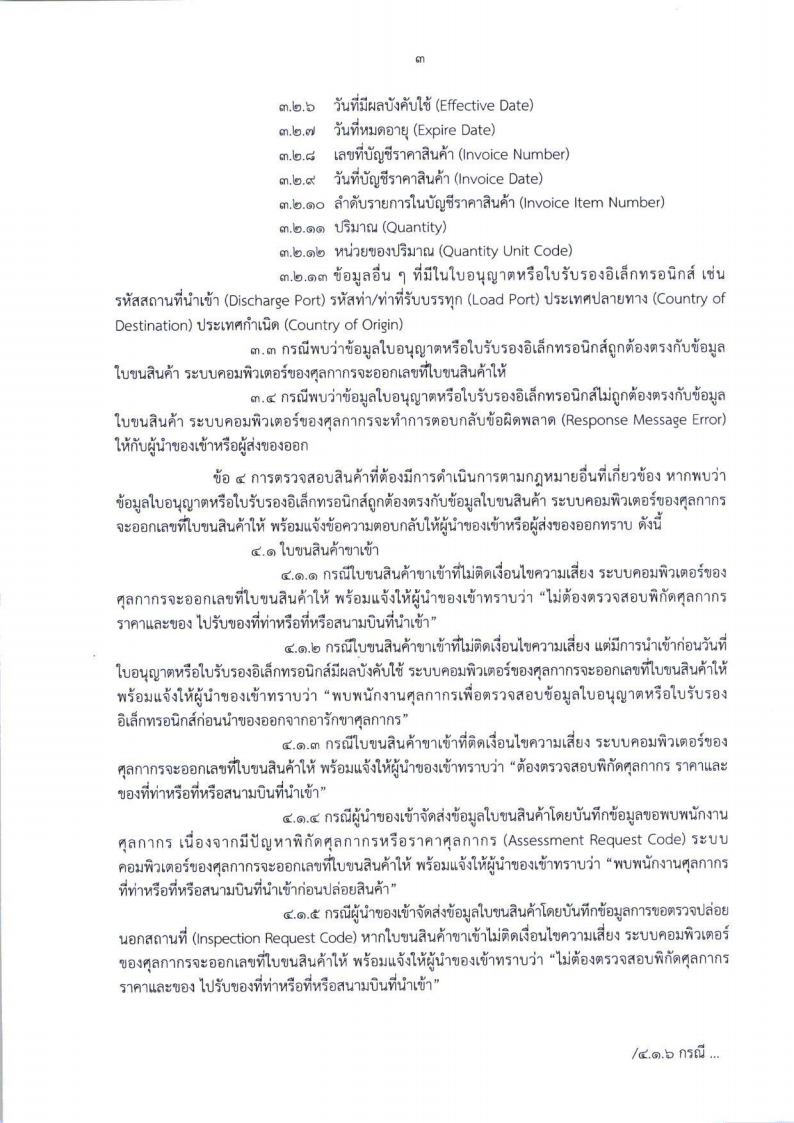 ๓
๓.๒.๖ วันที่มีผลบังคับใช้ (Effective Date)
๓.๒.๗ วันที่หมดอายุ (Expire Date)
๓.๒.๘ เลขที่บัญชีราคาสินค้า (Invoice Number)
๓.๒.๙ วันที่บัญชีราคาสินค้า (Invoice Date)
๓.๒.๑๐ ลำดับรายการในบัญชีราคาสินค้า (Invoice Item Number)
๓.๒.๑๑ ปริมาณ (Quantity)
๓.๒.๑๒ หน่วยของปริมาณ (Quantity Unit Code)
๓.๒.๑๓ ข้อมูลอื่น ๆ ที่มีในใบอนุญาตหรือใบรับรองอิเล็กทรอนิกส์ เช่น
รหัสสถานที่นำเข้า (Discharge Port) รหัสท่า/ท่าที่รับบรรทุก (Load Port) ประเทศปลายทาง (Country of
Destination) ประเทศกำเนิด (Country of Origin)
๓.๓ กรณีพบว่าข้อมูลใบอนุญาตหรือใบรับรองอิเล็กทรอนิกส์ถูกต้องตรงกับข้อมูล
ใบขนสินค้า ระบบคอมพิวเตอร์ของศุลกากรจะออกเลขที่ใบขนสินค้าให้
๓.๔ กรณีพบว่าข้อมูลใบอนุญาตหรือใบรับรองอิเล็กทรอนิกส์ไม่ถูกต้องตรงกับข้อมูล
ใบขนสินค้า ระบบคอมพิวเตอร์ของศุลกากรจะทำการตอบกลับข้อผิดพลาด (Response Message Error)
ให้กับผู้นำของเข้าหรือผู้ส่งของออก
ข้อ ๔ การตรวจสอบสินค้าที่ต้องมีการดำเนินการตามกฎหมายอื่นที่เกี่ยวข้อง หากพบว่า
ข้อมูลใบอนุญาตหรือใบรับรองอิเล็กทรอนิกส์ถูกต้องตรงกับข้อมูลใบขนสินค้า ระบบคอมพิวเตอร์ของศุลกากร
จะออกเลขที่ใบขนสินค้าให้ พร้อมแจ้งข้อความตอบกลับให้ผู้นำของเข้าหรือผู้ส่งของออกทราบ ดังนี้
๔.๑ ใบขนสินค้าขาเข้า
๔.๑.๑ กรณีใบขนสินค้าขาเข้าที่ไม่ติดเงื่อนไขความเสี่ยง ระบบคอมพิวเตอร์ของ
ศุลกากรจะออกเลขที่ใบขนสินค้าให้ พร้อมแจ้งให้ผู้นำของเข้าทราบว่า “ไม่ต้องตรวจสอบพิกัดศุลกากร
ราคาและของ ไปรับของที่ท่าหรือที่หรือสนามบินที่นำเข้า”
๔.๑.๒ กรณีใบขนสินค้าขาเข้าที่ไม่ติดเงื่อนไขความเสี่ยง แต่มีการนำเข้าก่อนวันที่
ใบอนุญาตหรือใบรับรองอิเล็กทรอนิกส์มีผลบังคับใช้ ระบบคอมพิวเตอร์ของศุลกากรจะออกเลขที่ใบขนสินค้าให้
พร้อมแจ้งให้ผู้นำของเข้าทราบว่า “พบพนักงานศุลกากรเพื่อตรวจสอบข้อมูลใบอนุญาตหรือใบรับรอง
อิเล็กทรอนิกส์ก่อนนำของออกจากอารักขาศุลกากร”
๔.๑.๓ กรณีใบขนสินค้าขาเข้าที่ติดเงื่อนไขความเสี่ยง ระบบคอมพิวเตอร์ของ
ศุลกากรจะออกเลขที่ใบขนสินค้าให้ พร้อมแจ้งให้ผู้นำของเข้าทราบว่า “ต้องตรวจสอบพิกัดศุลกากร ราคาและ
ของที่ท่าหรือที่หรือสนามบินที่นำเข้า”
๔.๑.๔ กรณีผู้นำของเข้าจัดส่งข้อมูลใบขนสินค้าโดยบันทึกข้อมูลขอพบพนักงาน
ศุลกากร เนื่องจากมีปัญหาพิกัดศุลกากรหรือราคาศุลกากร (Assessment Request Code) ระบบ
คอมพิวเตอร์ของศุลกากรจะออกเลขที่ใบขนสินค้าให้ พร้อมแจ้งให้ผู้นำของเข้าทราบว่า “พบพนักงานศุลกากร
ที่ท่าหรือที่หรือสนามบินที่นำเข้าก่อนปล่อยสินค้า”
๔.๑.๕ กรณีผู้นำของเข้าจัดส่งข้อมูลใบขนสินค้าโดยบันทึกข้อมูลการขอตรวจปล่อย
นอกสถานที่ (Inspection Request Code) หากใบขนสินค้าขาเข้าไม่ติดเงื่อนไขความเสี่ยง ระบบคอมพิวเตอร์
ของศุลกากรจะออกเลขที่ใบขนสินค้าให้ พร้อมแจ้งให้ผู้นำของเข้าทราบว่า “ไม่ต้องตรวจสอบพิกัดศุลกากร
ราคาและของ ไปรับของที่ท่าหรือที่หรือสนามบินที่นำเข้า”
/๔.๑.๖ กรณี ...